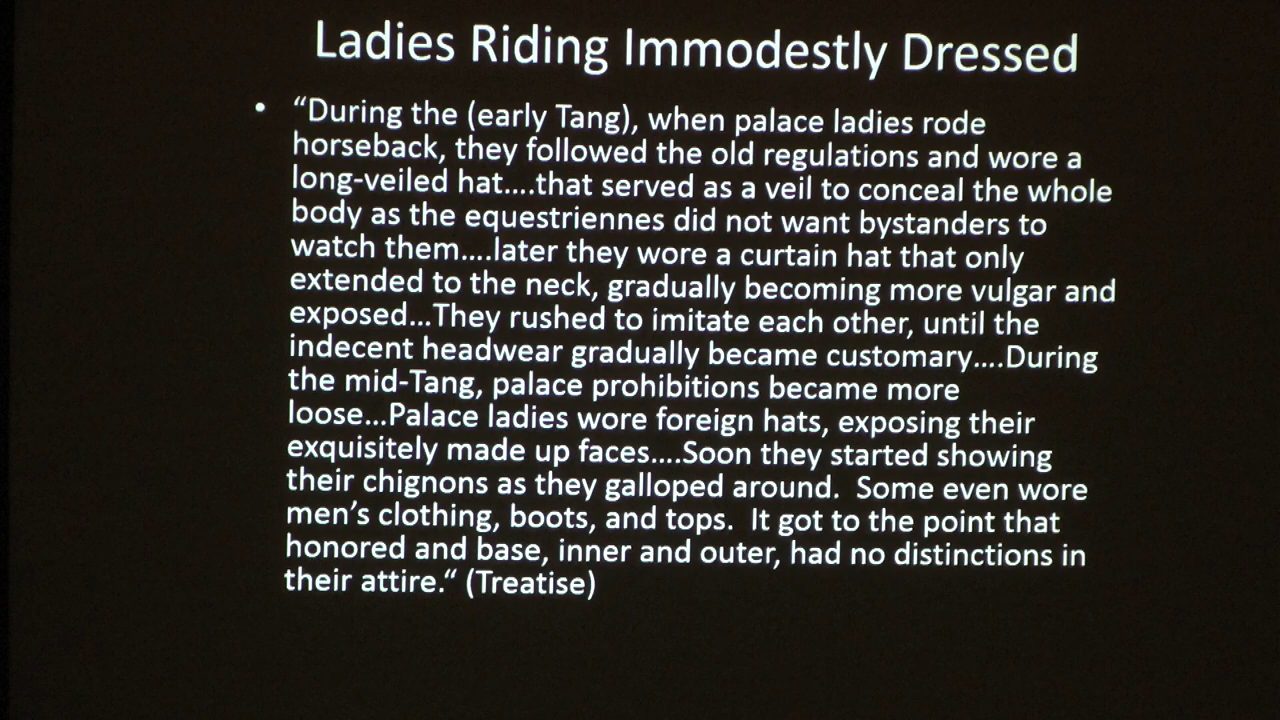 Ladies Riding Immodestly Dressed
• “During the (early Tang), when palace ladies rode
horseback, they followed the old regulations and wore a
long-veiled hat....that served as a veil to conceal the whole
body as the equestriennes did not want bystanders to
watch them....later they wore a curtain hat that only
extended to the neck, gradually becoming more vulgar and
exposed...They rushed to imitate each other, until the
indecent headwear gradually became customary....During
the mid-Tang, palace prohibitions became more
loose...Palace ladies wore foreign hats, exposing their
exquisitely made up faces....Soon they started showing
their chignons as they galloped around.  Some even wore
men’s clothing, boots, and tops.  It got to the point that
honored and base, inner and outer, had no distinctions in
their attire.“ (Treatise)